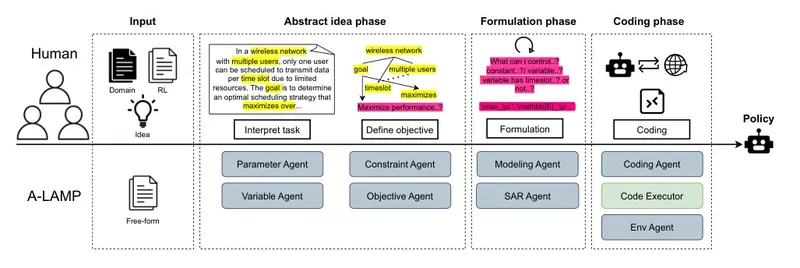 Input
Abstract idea phase
Formulation phase
Coding phase
Human
Domain
RL
Idea
In a wireless network
with multiple users, only one user
can be scheduled to transmit data
per time slot due to limited
resources. The goal is to determine
an optimal scheduling strategy that
maximizes over...
wireless network
goal
multiple users
timeslot
maximizes
Maximize performance..?
What can i control..?
constant..?/ variable..?
variable has timeslot..? or
not..?
Interpret task
Define objective
Formulation
Coding
Policy
A-LAMP
Free-form
Parameter Agent
Constraint Agent
Modeling Agent
Coding Agent
Variable Agent
Objective Agent
SAR Agent
Code Executor
Env Agent